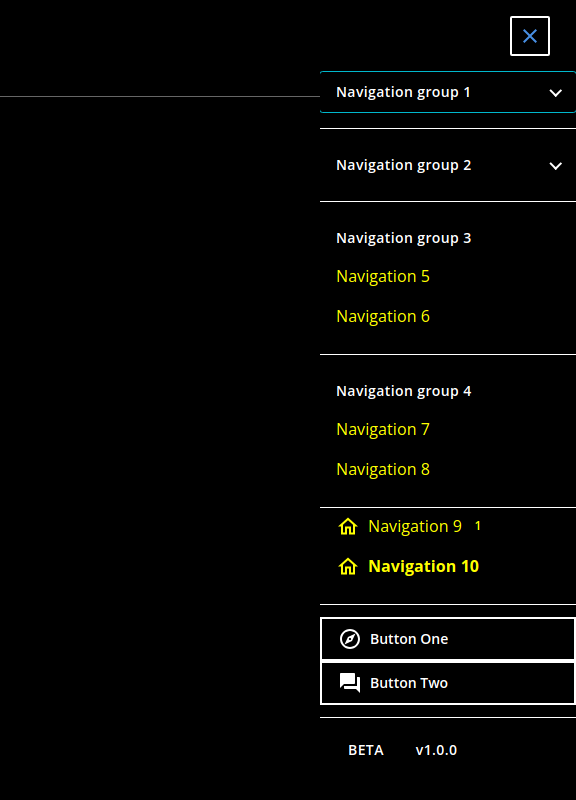 Navigation group 1
Navigation group 2
Navigation group 3
Navigation 5
Navigation 6
Navigation group 4
Navigation 7
Navigation 8
Navigation 9 1
Navigation 10
Button One
Button Two
BETA v1.0.0